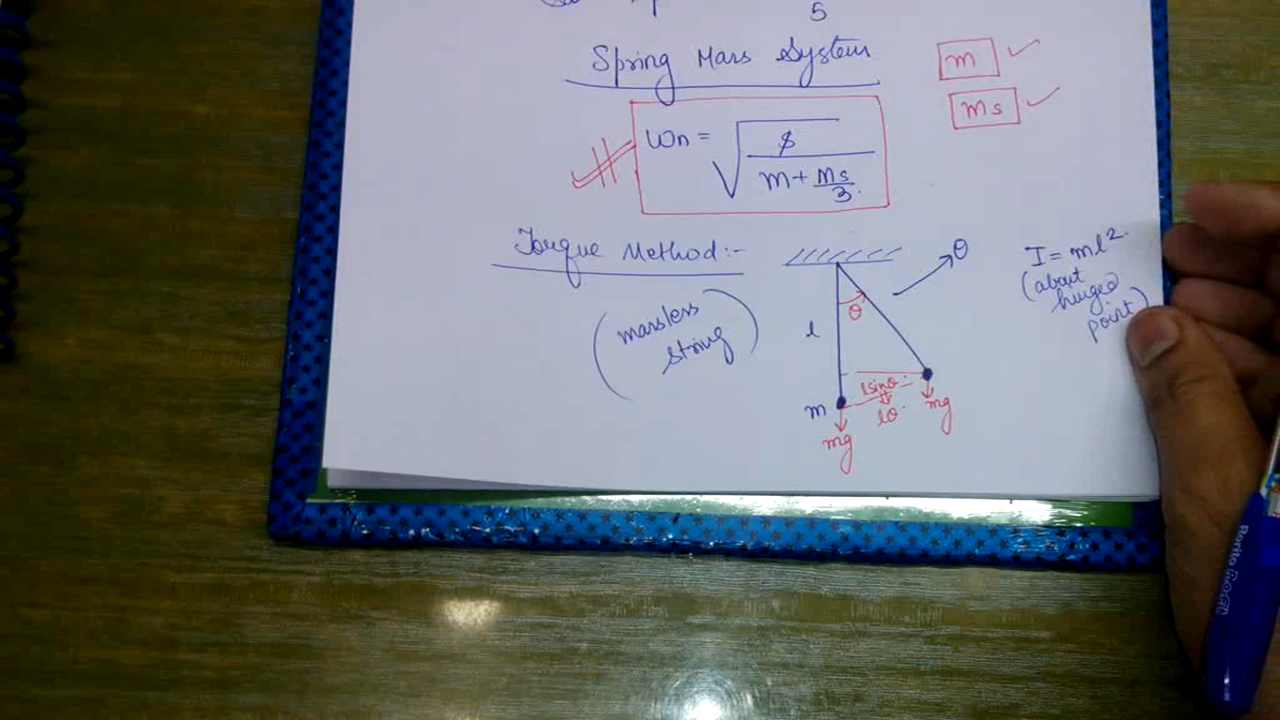 5
Spring Mass System
m
ms
Wn = √ $ / m + Ms/3
Torque Method:-
(massless
string)
θ
θ
l
lsinθ
lθ
m
mg
mg
I = ml²
(about
hinged
point)